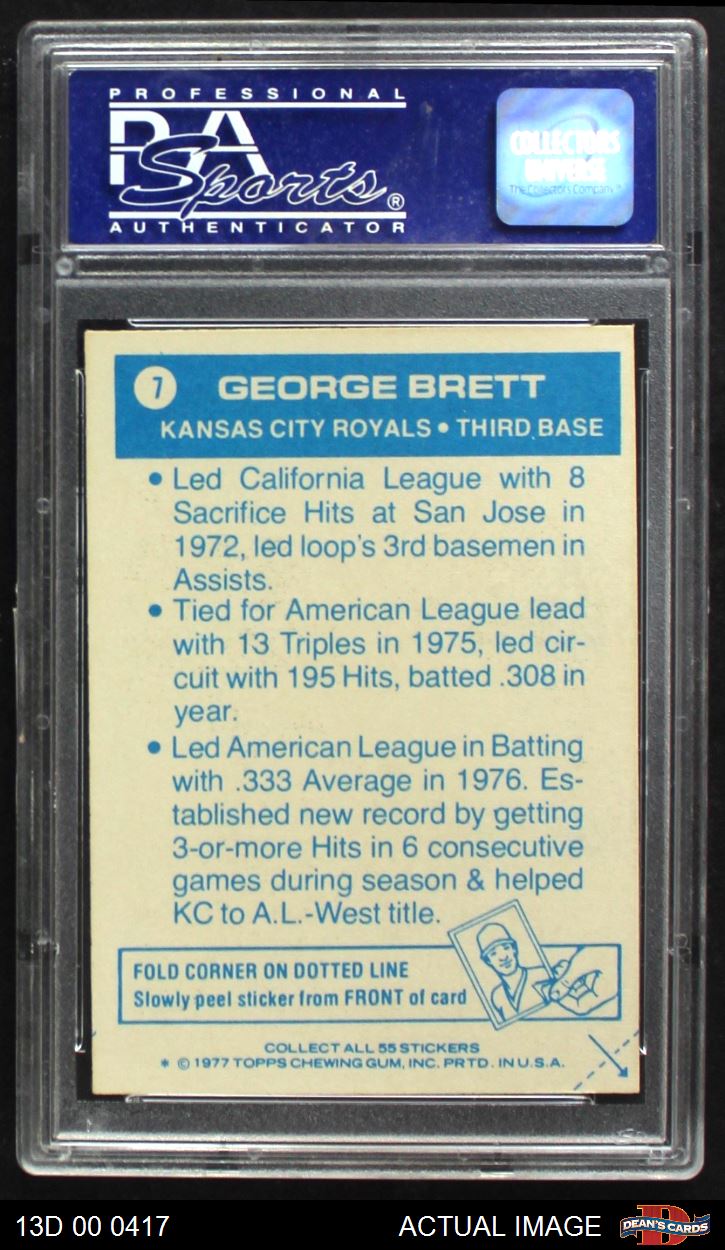 PROFESSIONAL
PSA
Sports®
AUTHENTICATOR
COLLECTORS
UNIVERSE
The Collectors Company™
7
GEORGE BRETT
KANSAS CITY ROYALS • THIRD BASE
• Led California League with 8
Sacrifice Hits at San Jose in
1972, led loop's 3rd basemen in
Assists.
• Tied for American League lead
with 13 Triples in 1975, led cir-
cuit with 195 Hits, batted .308 in
year.
• Led American League in Batting
with .333 Average in 1976. Es-
tablished new record by getting
3-or-more Hits in 6 consecutive
games during season & helped
KC to A.L.-West title.
FOLD CORNER ON DOTTED LINE
Slowly peel sticker from FRONT of card
COLLECT ALL 55 STICKERS
* © 1977 TOPPS CHEWING GUM, INC. PRTD. IN U.S.A.
13D 00 0417
ACTUAL IMAGE
D
DEAN'S CARDS